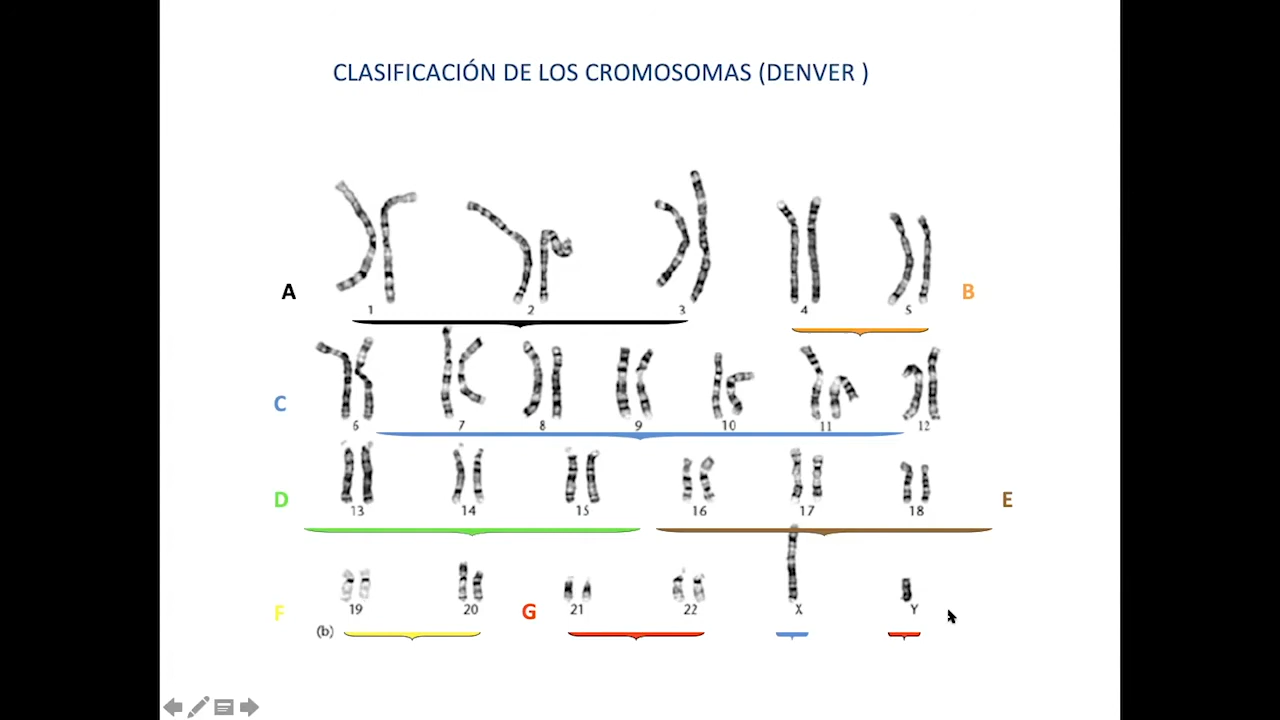 CLASIFICACIÓN DE LOS CROMOSOMAS (DENVER )
A
1 2 3 4 5
B
C
6 7 8 9 10 11 12
D
13 14 15 16 17 18
E
F
19 20
G
21 22 X Y
(b)